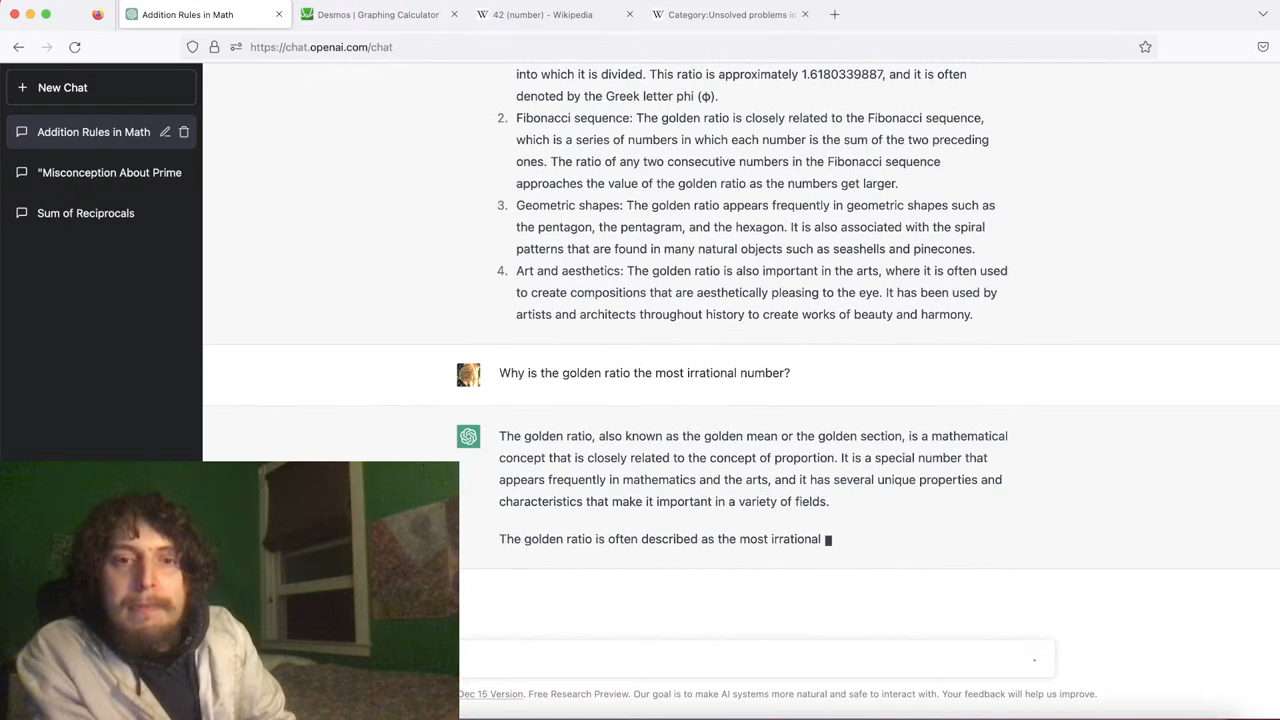 Addition Rules in Math
Desmos | Graphing Calculator
42 (number) - Wikipedia
Category:Unsolved problems in
https://chat.openai.com/chat
New Chat
Addition Rules in Math
"Misconception About Prime
Sum of Reciprocals
into which it is divided. This ratio is approximately 1.6180339887, and it is often
denoted by the Greek letter phi (φ).
2. Fibonacci sequence: The golden ratio is closely related to the Fibonacci sequence,
which is a series of numbers in which each number is the sum of the two preceding
ones. The ratio of any two consecutive numbers in the Fibonacci sequence
approaches the value of the golden ratio as the numbers get larger.
3. Geometric shapes: The golden ratio appears frequently in geometric shapes such as
the pentagon, the pentagram, and the hexagon. It is also associated with the spiral
patterns that are found in many natural objects such as seashells and pinecones.
4. Art and aesthetics: The golden ratio is also important in the arts, where it is often used
to create compositions that are aesthetically pleasing to the eye. It has been used by
artists and architects throughout history to create works of beauty and harmony.
Why is the golden ratio the most irrational number?
The golden ratio, also known as the golden mean or the golden section, is a mathematical
concept that is closely related to the concept of proportion. It is a special number that
appears frequently in mathematics and the arts, and it has several unique properties and
characteristics that make it important in a variety of fields.
The golden ratio is often described as the most irrational
Dec 15 Version. Free Research Preview. Our goal is to make AI systems more natural and safe to interact with. Your feedback will help us improve.